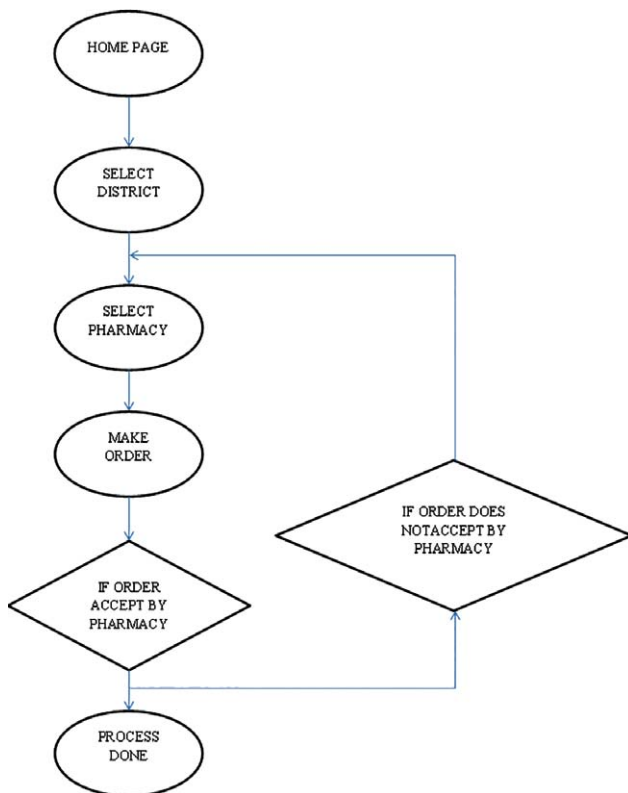 HOME PAGE
SELECT
DISTRICT
SELECT
PHARMACY
MAKE
ORDER
IF ORDER DOES
NOTACCEPT BY
PHARMACY
IF ORDER
ACCEPT BY
PHARMACY
PROCESS
DONE